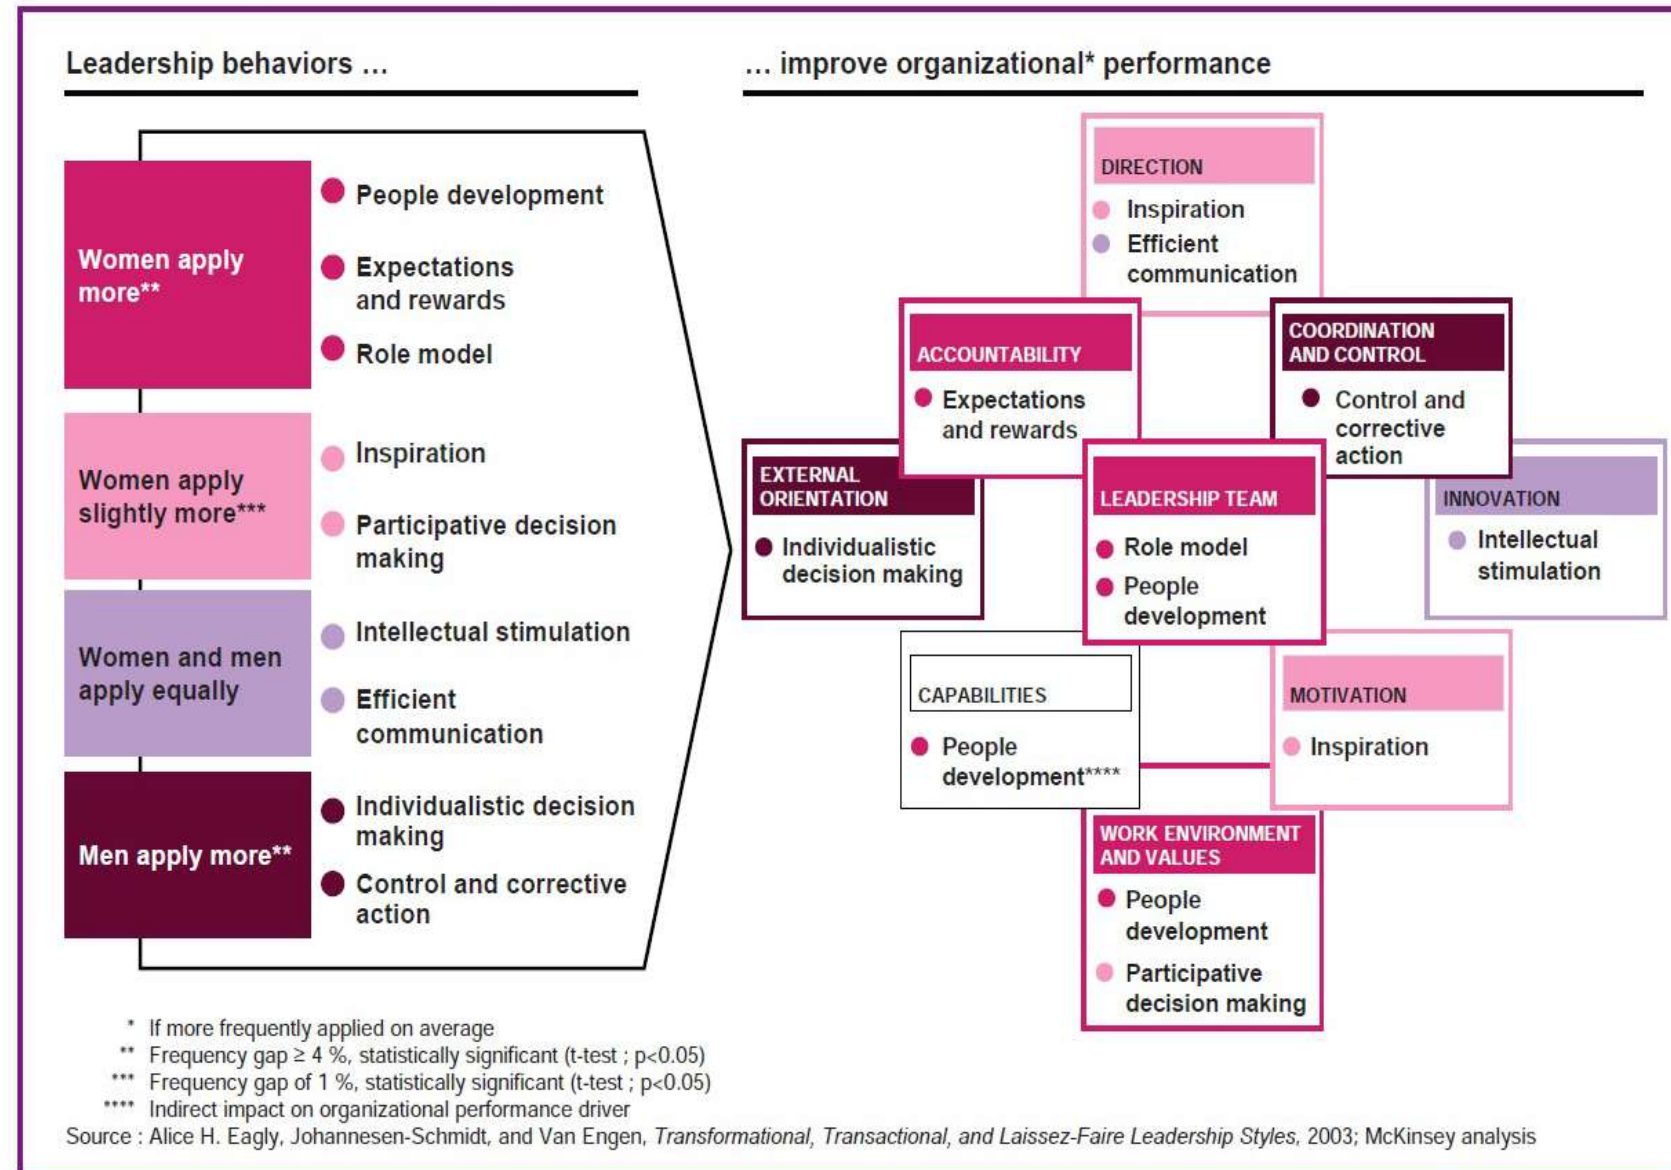 Leadership behaviors ...
... improve organizational* performance
Women apply
more**
People development
Expectations
and rewards
Role model
Women apply
slightly more***
Inspiration
Participative decision
making
Women and men
apply equally
Intellectual stimulation
Efficient
communication
Men apply more**
Individualistic decision
making
Control and corrective
action
DIRECTION
Inspiration
Efficient
communication
ACCOUNTABILITY
Expectations
and rewards
COORDINATION
AND CONTROL
Control and
corrective
action
EXTERNAL
ORIENTATION
Individualistic
decision making
LEADERSHIP TEAM
Role model
People
development
INNOVATION
Intellectual
stimulation
CAPABILITIES
People
development****
MOTIVATION
Inspiration
WORK ENVIRONMENT
AND VALUES
People
development
Participative
decision making
* If more frequently applied on average
** Frequency gap ≥ 4 %, statistically significant (t-test ; p<0.05)
*** Frequency gap of 1 %, statistically significant (t-test ; p<0.05)
**** Indirect impact on organizational performance driver
Source : Alice H. Eagly, Johannesen-Schmidt, and Van Engen, Transformational, Transactional, and Laissez-Faire Leadership Styles, 2003; McKinsey analysis